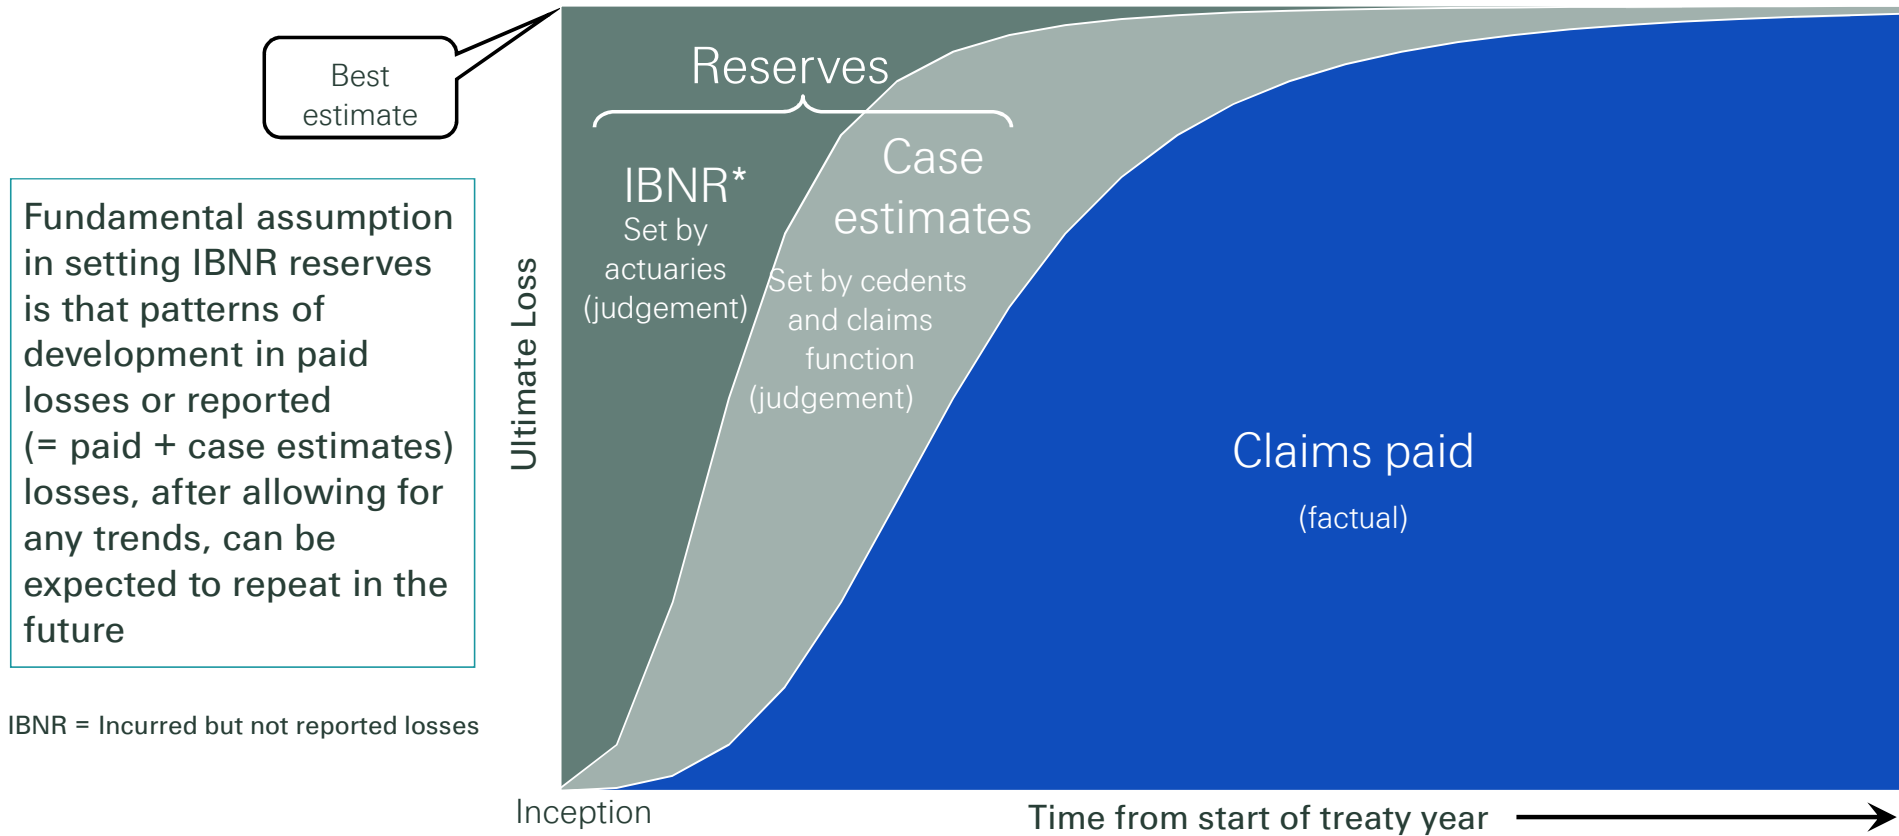 Best
estimate
Fundamental assumption
in setting IBNR reserves
is that patterns of
development in paid
losses or reported
(= paid + case estimates)
losses, after allowing for
any trends, can be
expected to repeat in the
future
IBNR = Incurred but not reported losses
Ultimate Loss
Reserves
IBNR*
Set by
actuaries
(judgement)
Case
estimates
Set by cedents
and claims
function
(judgement)
Claims paid
(factual)
Inception
Time from start of treaty year